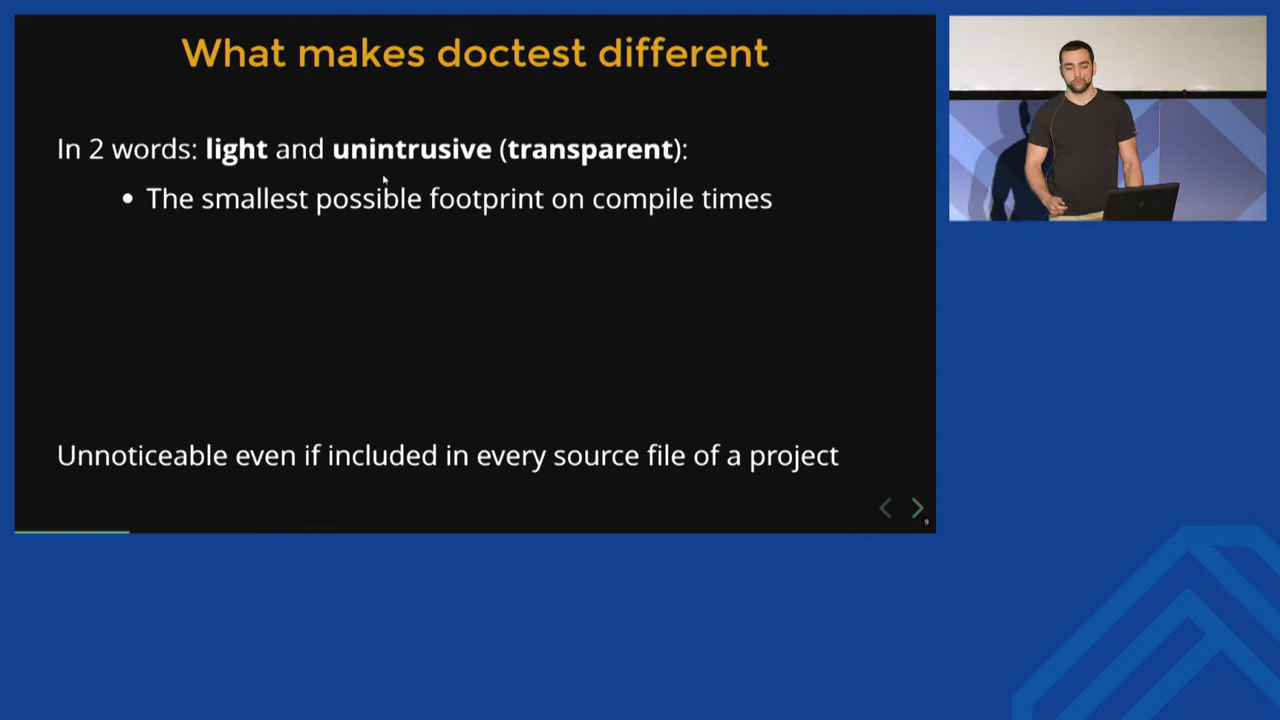 What makes doctest different
In 2 words: light and unintrusive (transparent):
• The smallest possible footprint on compile times
Unnoticeable even if included in every source file of a project
9